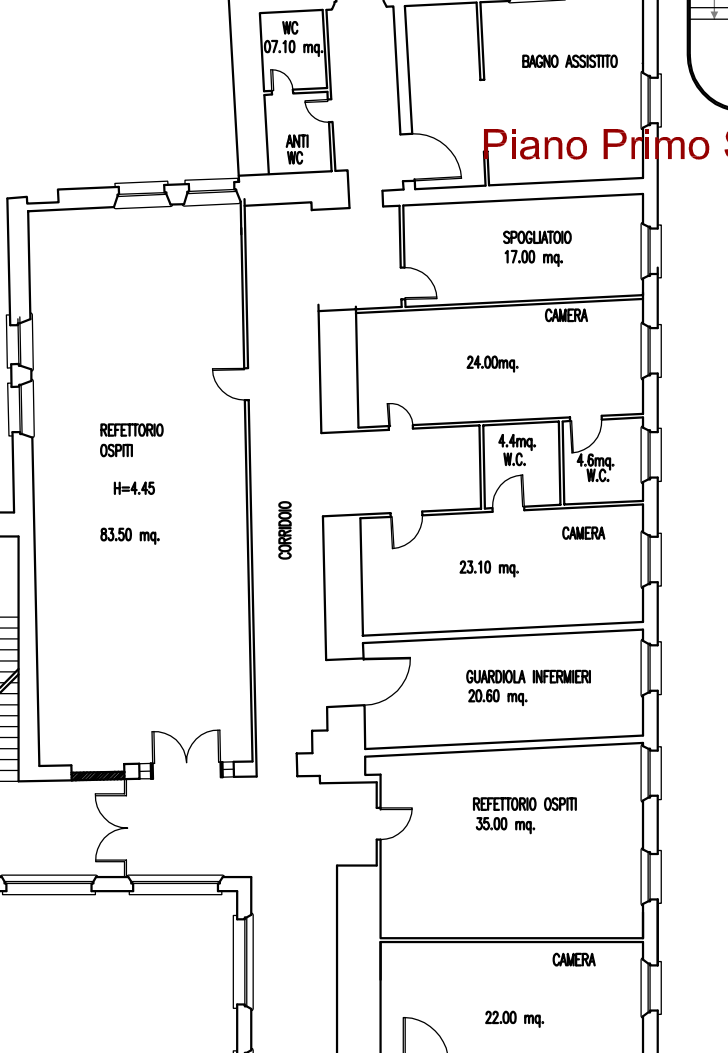 WC
07.10 mq.
BAGNO ASSISTITO
ANTI
WC
Piano Primo S
SPOGLIATOIO
17.00 mq.
CAMERA
24.00mq.
REFETTORIO
OSPITI
H=4.45
83.50 mq.
4.4mq.
W.C.
4.6mq.
W.C.
CORRIDOIO
CAMERA
23.10 mq.
GUARDIOLA INFERMIERI
20.60 mq.
REFETTORIO OSPITI
35.00 mq.
CAMERA
22.00 mq.